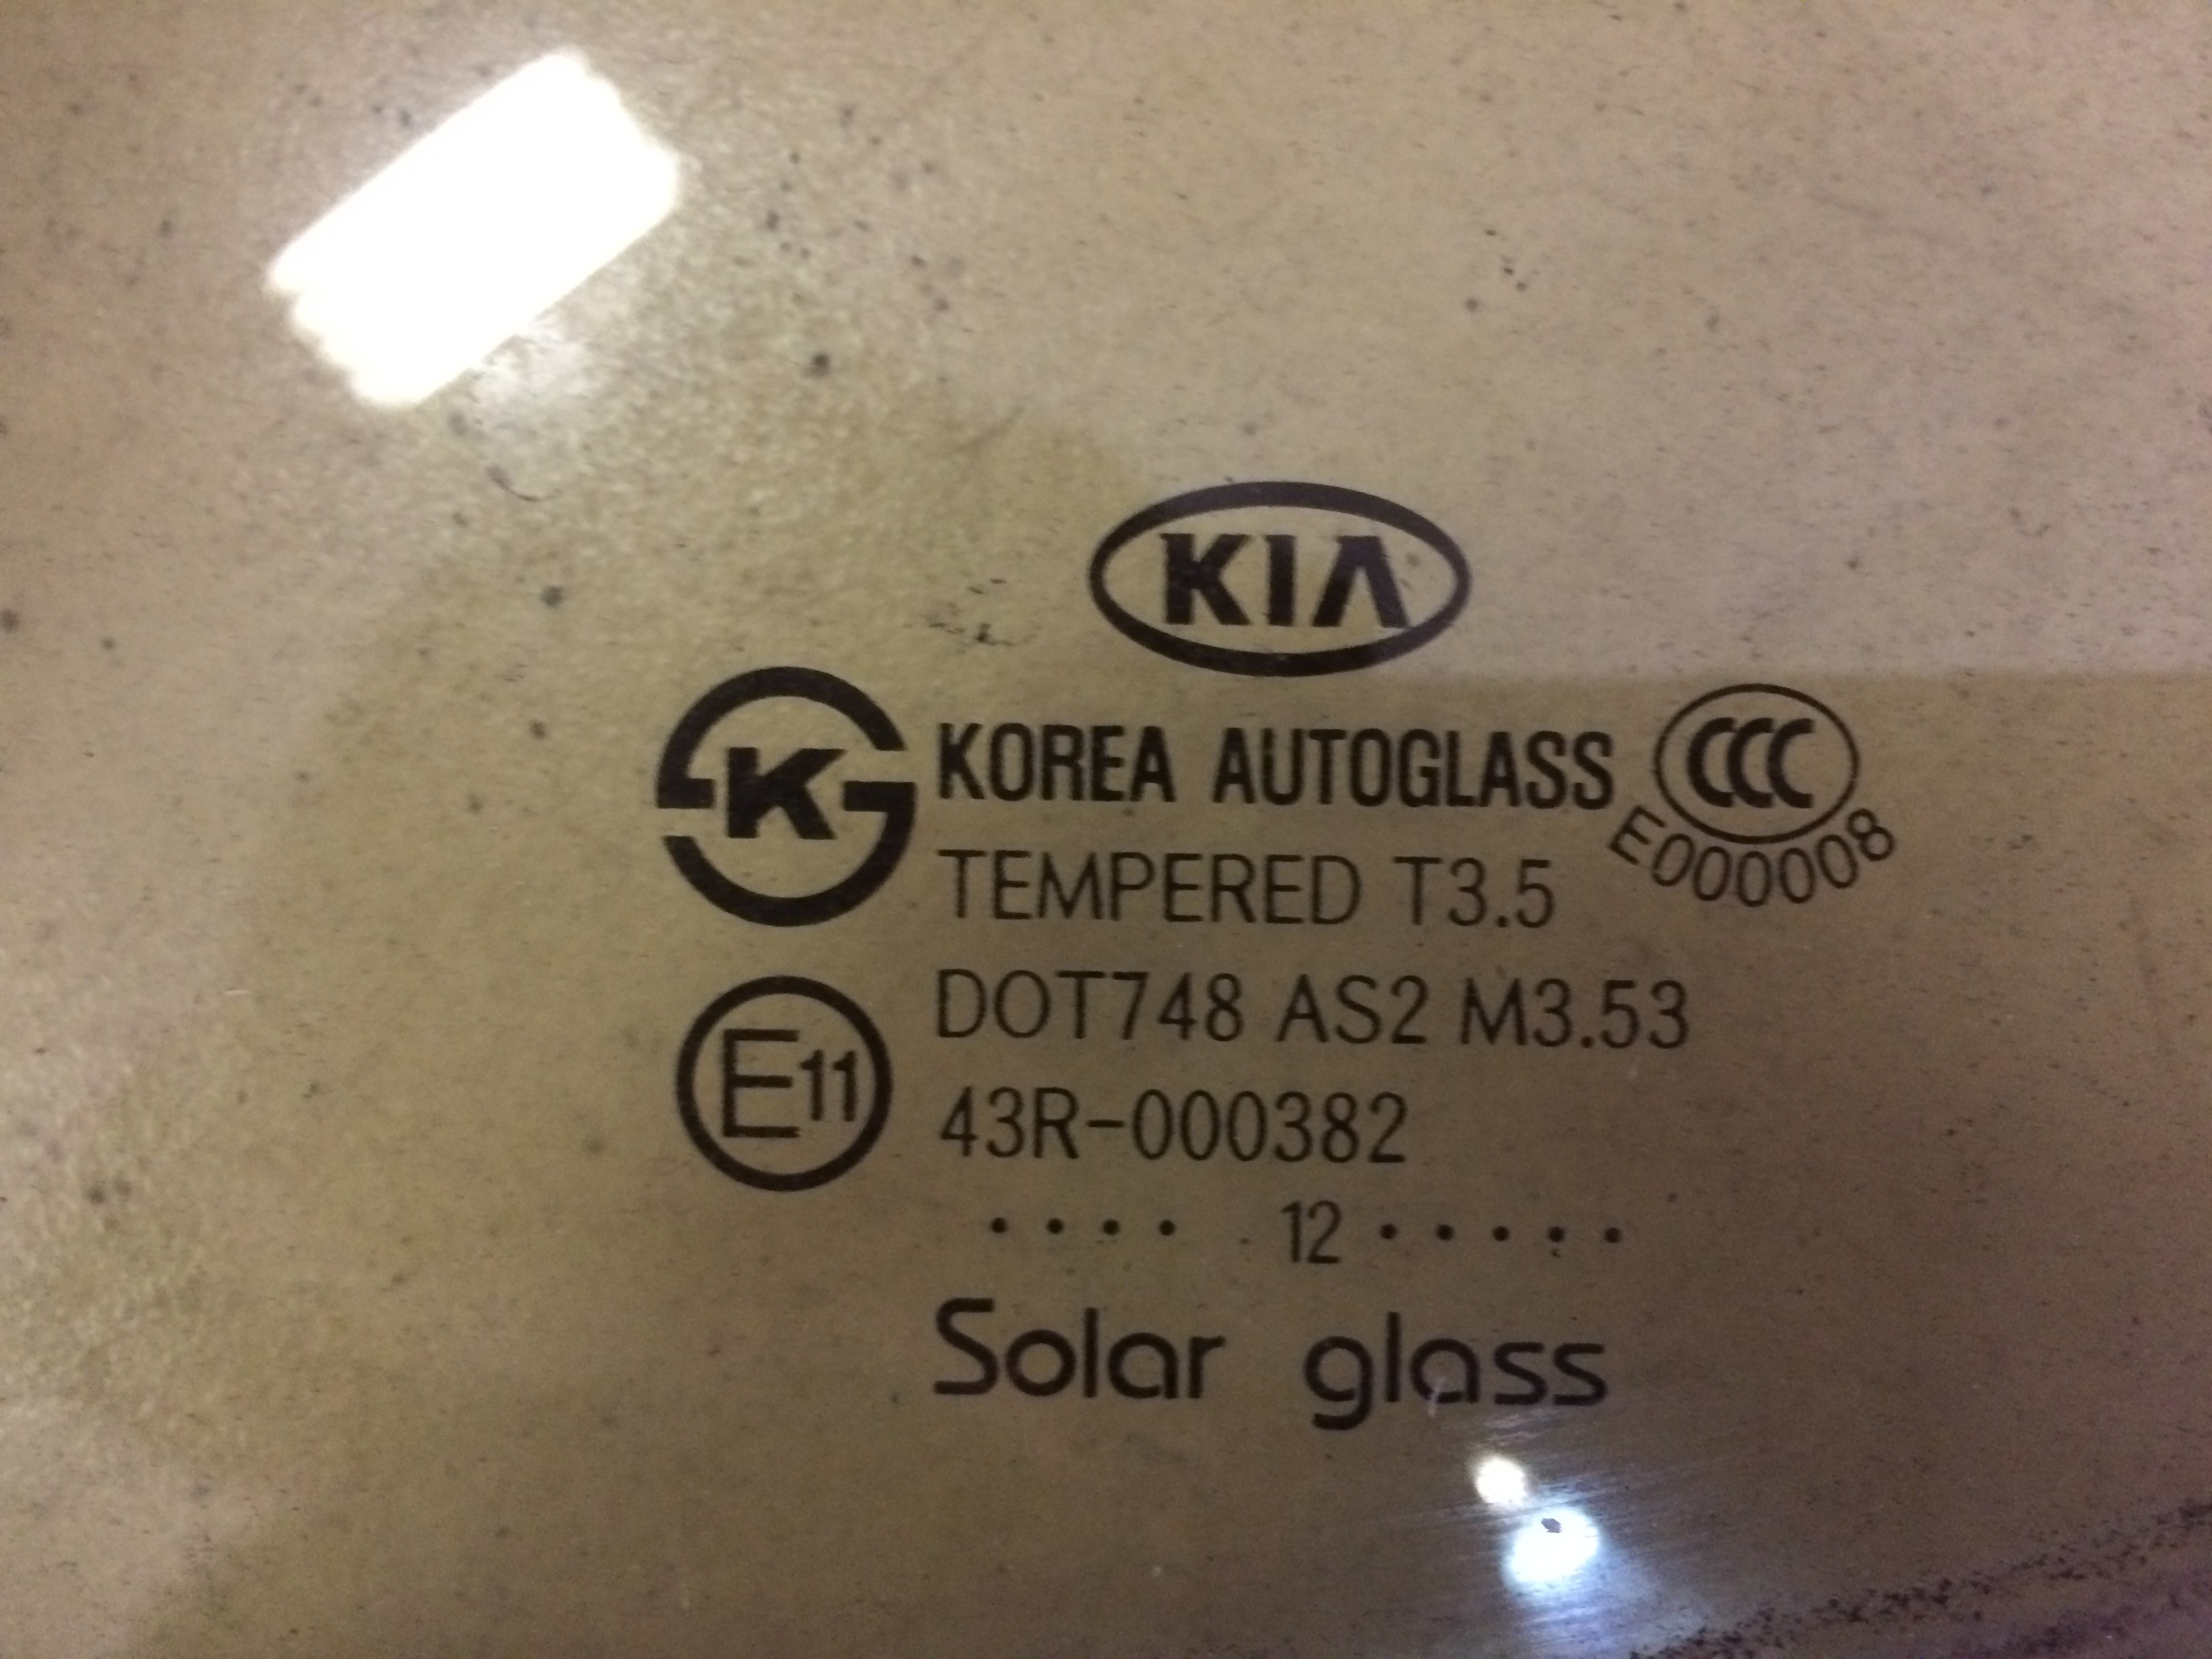 KIA
K
KOREA AUTOGLASS
CCC
E000008
TEMPERED T3.5
DOT748 AS2 M3.53
E11
43R-000382
.... 12.....
Solar glass